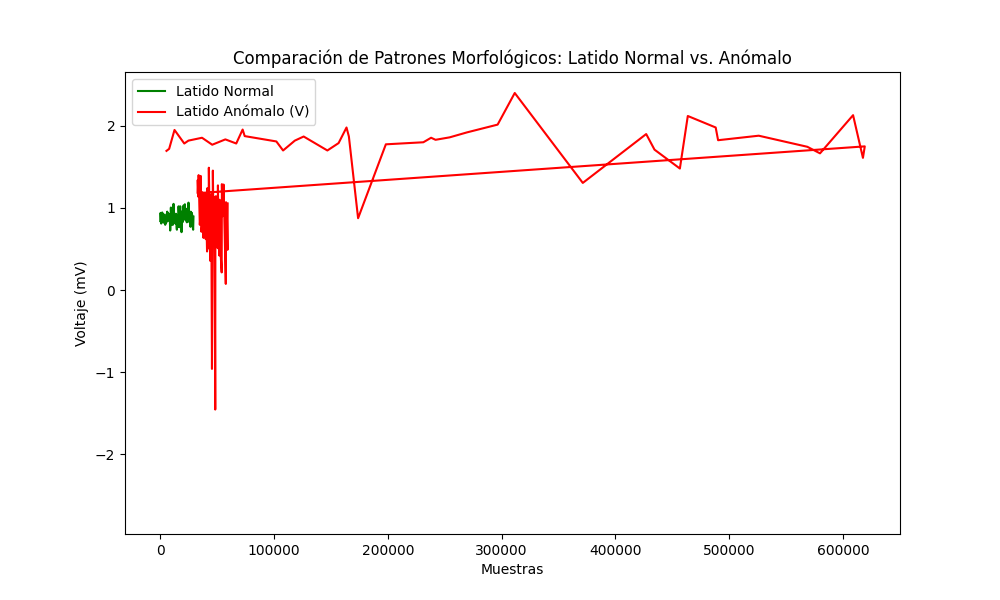 Comparación de Patrones Morfológicos: Latido Normal vs. Anómalo
Latido Normal
Latido Anómalo (V)
Voltaje (mV)
2
1
0
−1
−2
0 100000 200000 300000 400000 500000 600000
Muestras